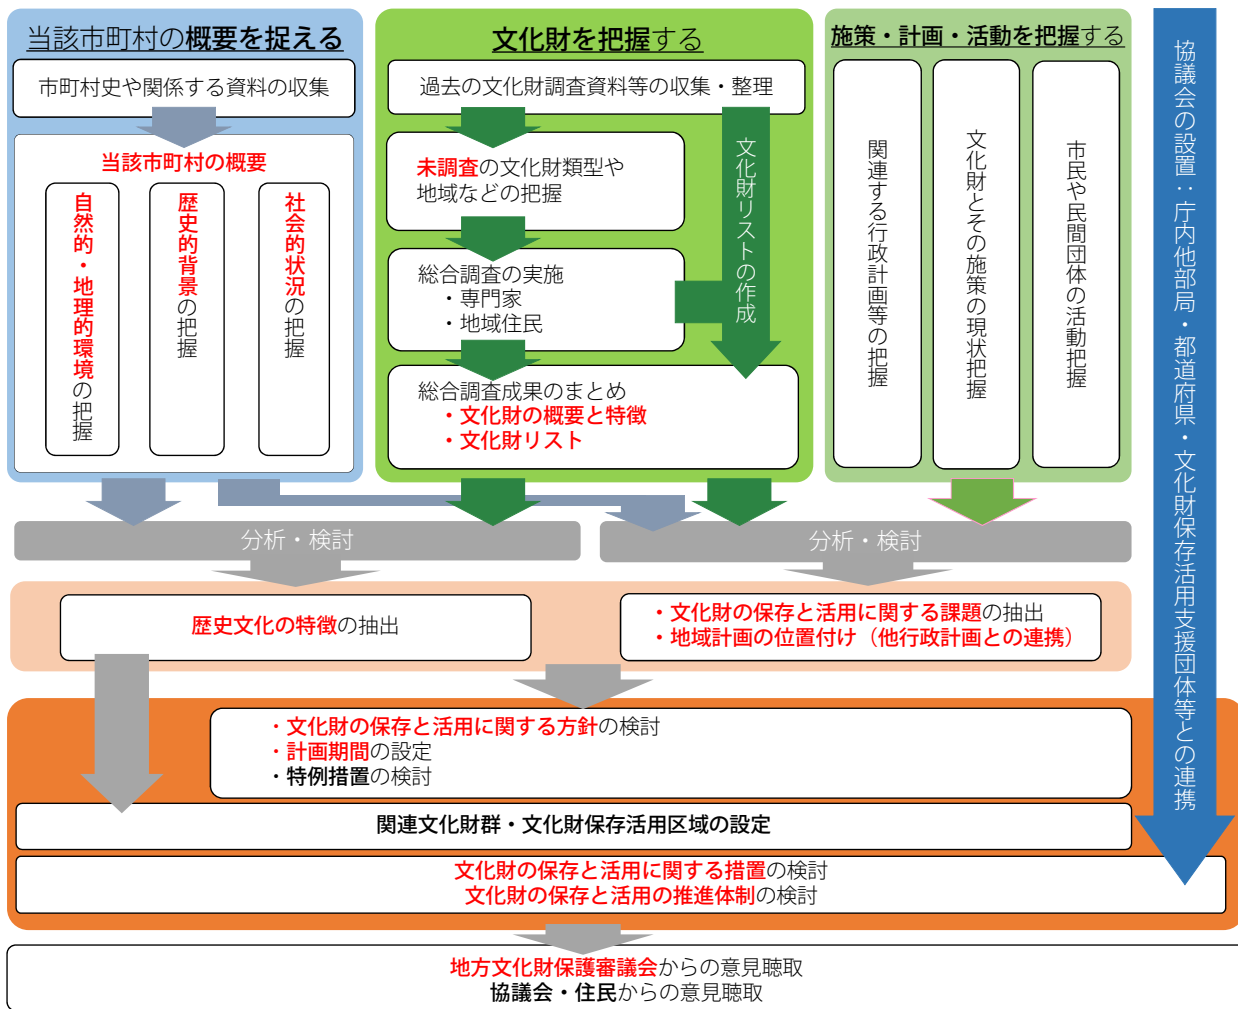 当該市町村の概要を捉える
市町村史や関係する資料の収集
当該市町村の概要
自然的・地理的環境の把握
歴史的背景の把握
社会的状況の把握
文化財を把握する
過去の文化財調査資料等の収集・整理
未調査の文化財類型や
地域などの把握
総合調査の実施
・専門家
・地域住民
文化財リストの作成
総合調査成果のまとめ
・文化財の概要と特徴
・文化財リスト
施策・計画・活動を把握する
関連する行政計画等の把握
文化財とその施策の現状把握
市民や民間団体の活動把握
協議会の設置：庁内他部局・都道府県・文化財保存活用支援団体等との連携
分析・検討
分析・検討
歴史文化の特徴の抽出
・文化財の保存と活用に関する課題の抽出
・地域計画の位置付け（他行政計画との連携）
・文化財の保存と活用に関する方針の検討
・計画期間の設定
・特例措置の検討
関連文化財群・文化財保存活用区域の設定
文化財の保存と活用に関する措置の検討
文化財の保存と活用の推進体制の検討
地方文化財保護審議会からの意見聴取
協議会・住民からの意見聴取